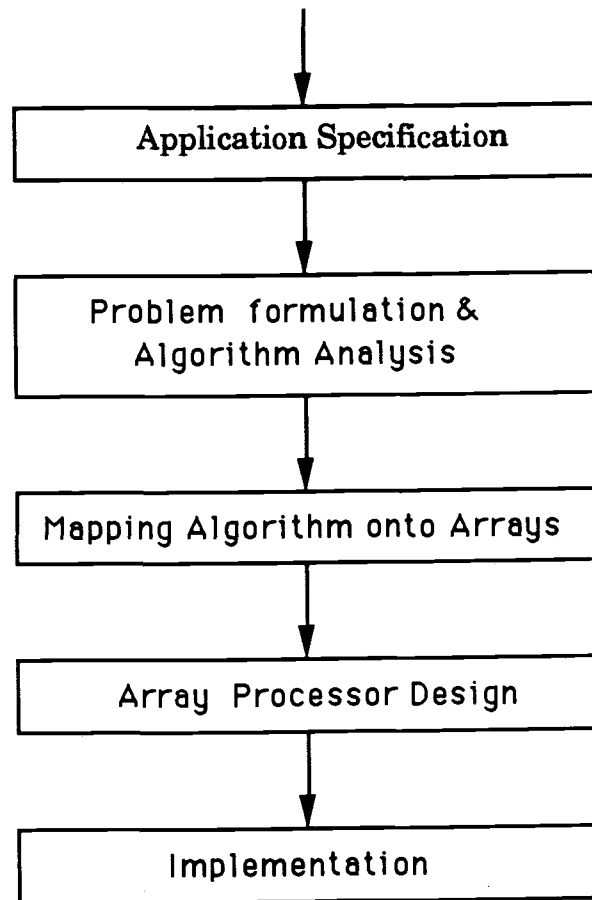 Application Specification
Problem formulation &
Algorithm Analysis
Mapping Algorithm onto Arrays
Array Processor Design
Implementation